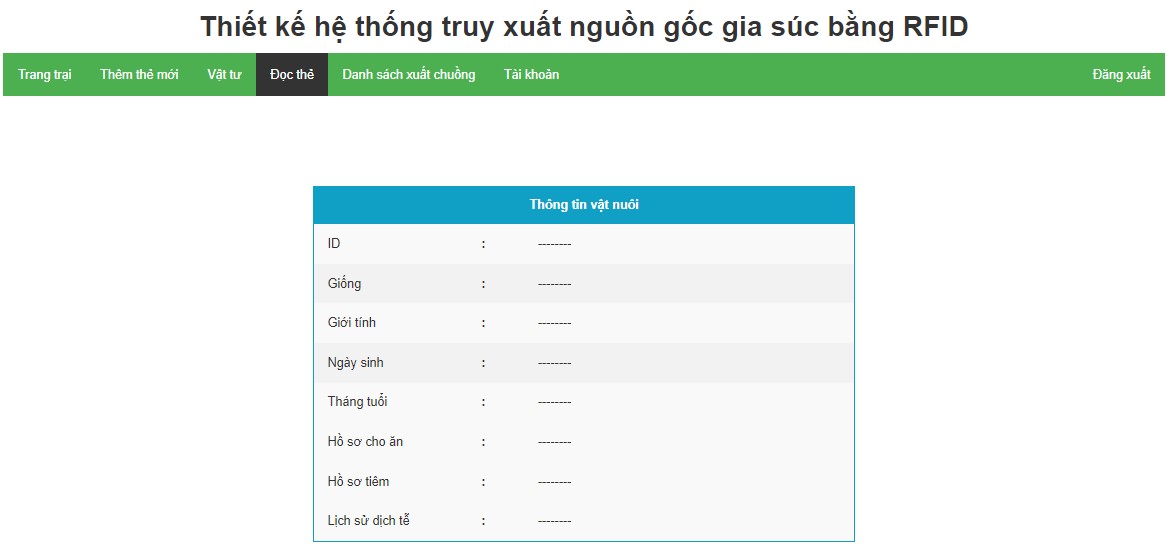 Thiết kế hệ thống truy xuất nguồn gốc gia súc bằng RFID
Trang trại Thêm thẻ mới Vật tư Đọc thẻ Danh sách xuất chuồng Tài khoản Đăng xuất
Thông tin vật nuôi
ID : --------
Giống : --------
Giới tính : --------
Ngày sinh : --------
Tháng tuổi : --------
Hồ sơ cho ăn : --------
Hồ sơ tiêm : --------
Lịch sử dịch tễ : --------